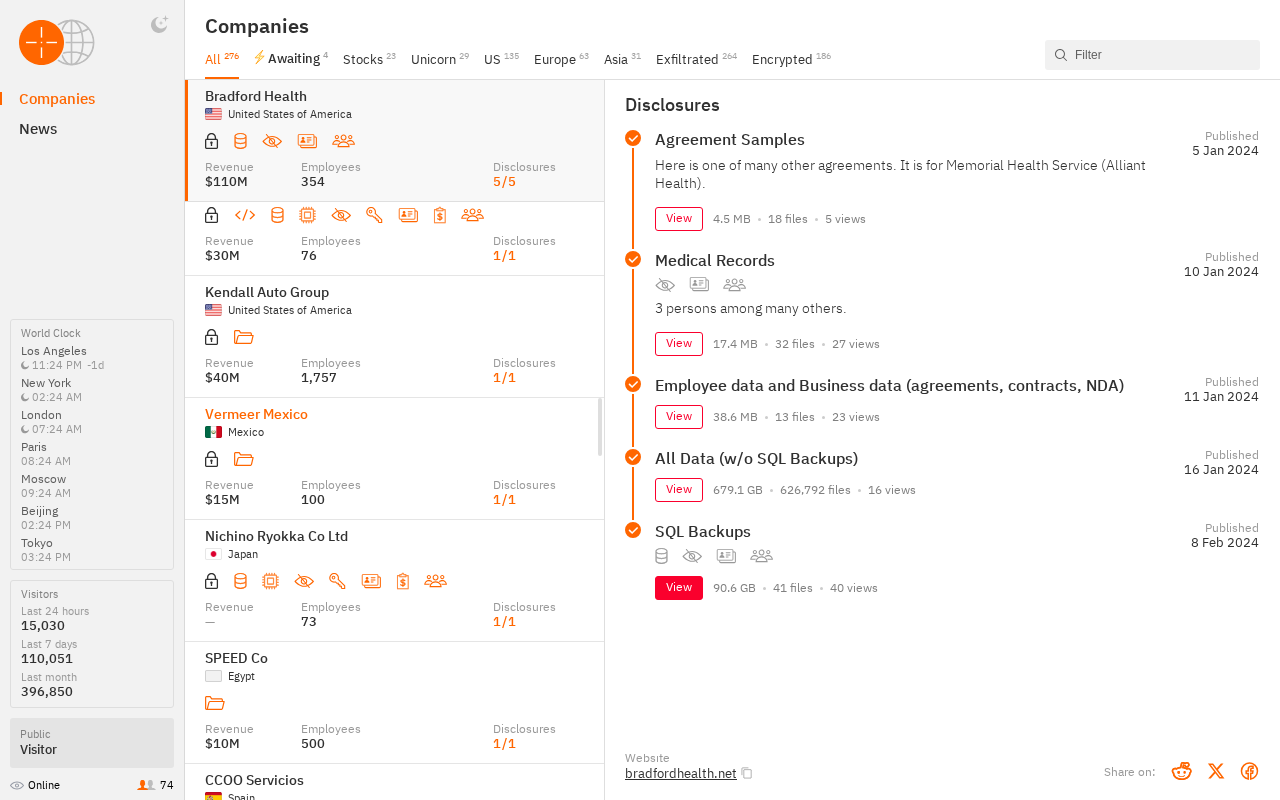 Companies
News
World Clock
Los Angeles
11:24 PM -1d
New York
02:24 AM
London
07:24 AM
Paris
08:24 AM
Moscow
09:24 AM
Beijing
02:24 PM
Tokyo
03:24 PM
Visitors
Last 24 hours
15,030
Last 7 days
110,051
Last month
396,850
Public
Visitor
Online 74
Companies
All 276 Awaiting 4 Stocks 23 Unicorn 29 US 135 Europe 63 Asia 31 Exfiltrated 264 Encrypted 186
Filter
Bradford Health
United States of America
Revenue Employees Disclosures
$110M 354 5/5
Revenue Employees Disclosures
$30M 76 1/1
Kendall Auto Group
United States of America
Revenue Employees Disclosures
$40M 1,757 1/1
Vermeer Mexico
Mexico
Revenue Employees Disclosures
$15M 100 1/1
Nichino Ryokka Co Ltd
Japan
Revenue Employees Disclosures
— 73 1/1
SPEED Co
Egypt
Revenue Employees Disclosures
$10M 500 1/1
CCOO Servicios
Spain
Disclosures
Agreement Samples
Published
5 Jan 2024
Here is one of many other agreements. It is for Memorial Health Service (Alliant
Health).
View 4.5 MB • 18 files • 5 views
Medical Records
Published
10 Jan 2024
3 persons among many others.
View 17.4 MB • 32 files • 27 views
Employee data and Business data (agreements, contracts, NDA)
Published
11 Jan 2024
View 38.6 MB • 13 files • 23 views
All Data (w/o SQL Backups)
Published
16 Jan 2024
View 679.1 GB • 626,792 files • 16 views
SQL Backups
Published
8 Feb 2024
View 90.6 GB • 41 files • 40 views
Website
bradfordhealth.net
Share on: